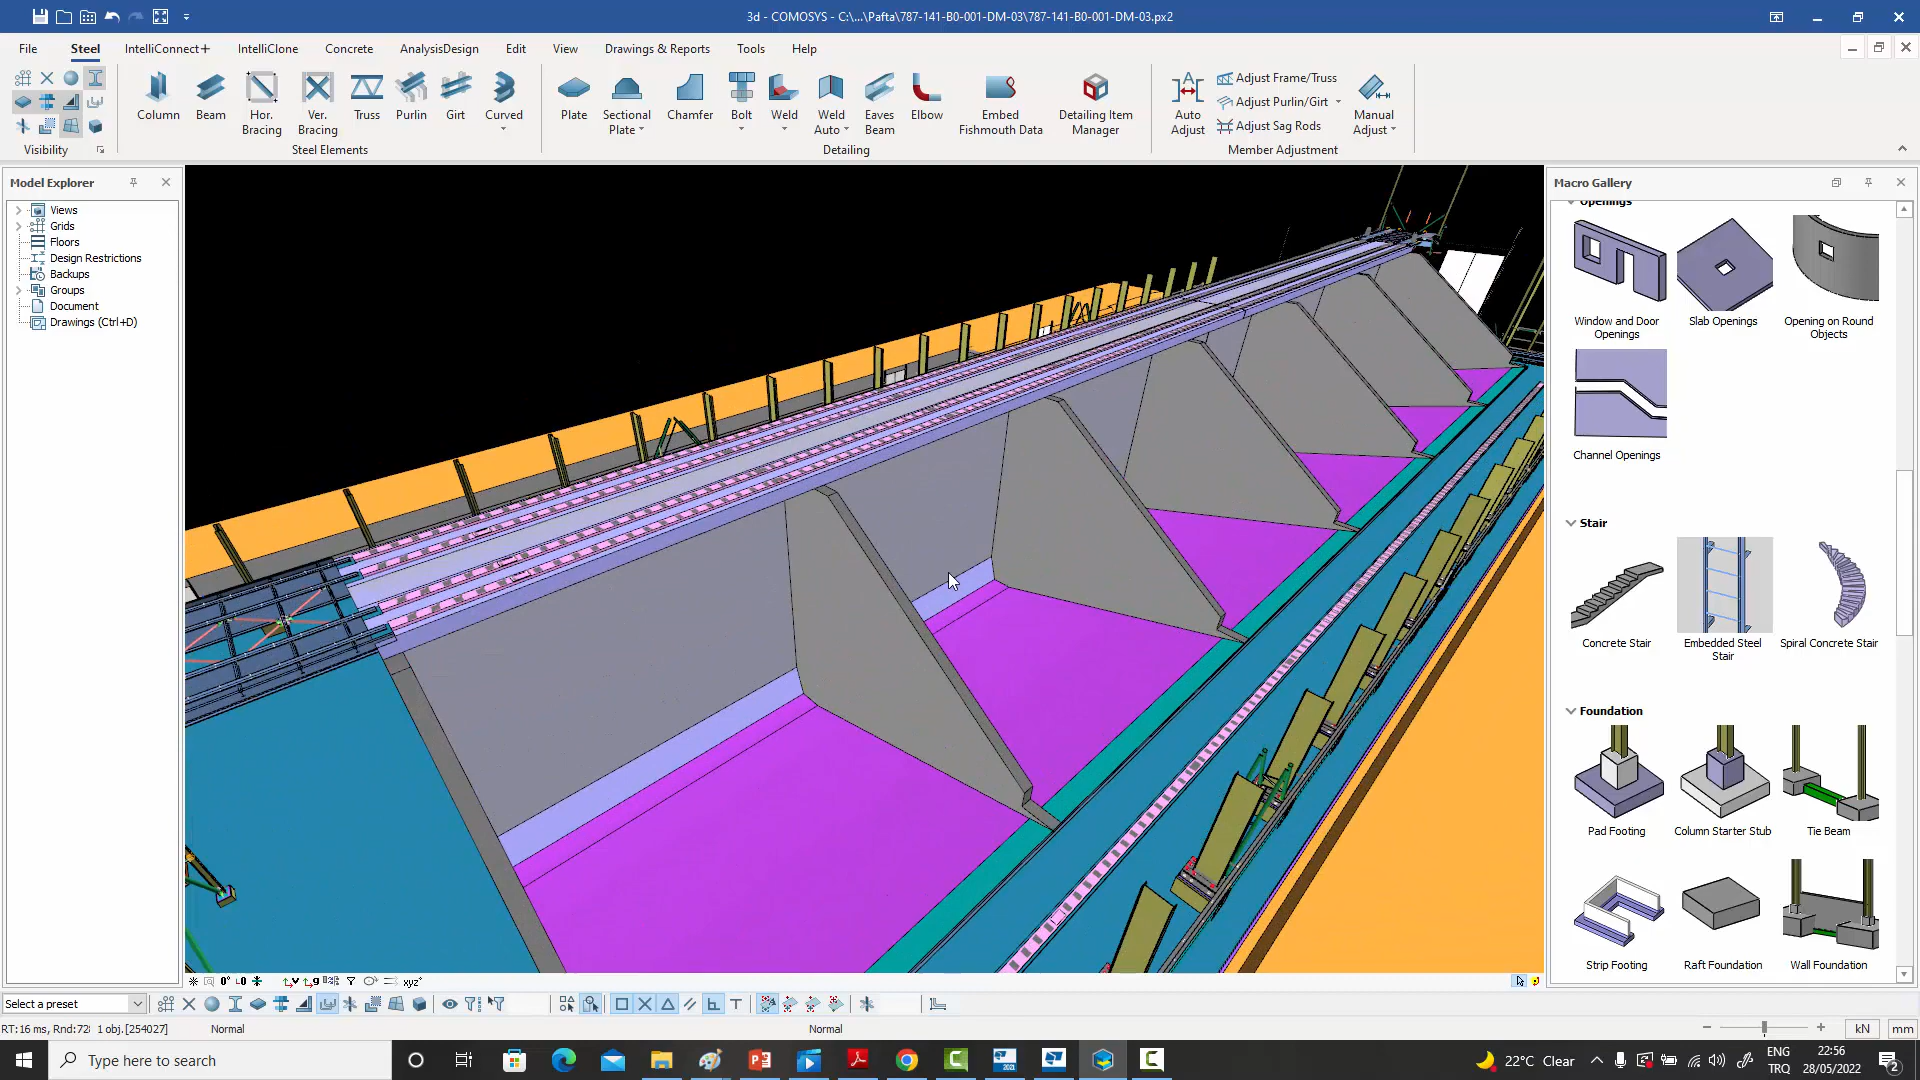 3d - COMOSYS - C:\...\Pafta\787-141-B0-001-DM-03\787-141-B0-001-DM-03.px2
File
Steel
IntelliConnect+
IntelliClone
Concrete
AnalysisDesign
Edit
View
Drawings & Reports
Tools
Help
Visibility
Column
Beam
Hor. Bracing
Ver. Bracing
Truss
Purlin
Girt
Curved
Steel Elements
Plate
Sectional Plate
Chamfer
Bolt
Weld
Weld Auto
Eaves Beam
Elbow
Embed Fishmouth Data
Detailing Item Manager
Detailing
Auto Adjust
Adjust Frame/Truss
Adjust Purlin/Girt
Adjust Sag Rods
Manual Adjust
Member Adjustment
Model Explorer
Views
Grids
Floors
Design Restrictions
Backups
Groups
Document
Drawings (Ctrl+D)
Macro Gallery
Openings
Window and Door Openings
Slab Openings
Opening on Round Objects
Channel Openings
Stair
Concrete Stair
Embedded Steel Stair
Spiral Concrete Stair
Foundation
Pad Footing
Column Starter Stub
Tie Beam
Strip Footing
Raft Foundation
Wall Foundation
Select a preset
RT:16 ms, Rnd:728 1 obj.[254027]
Normal
Normal
kN
mm
Type here to search
22°C Clear
ENG
TRQ
22:56
28/05/2022
2